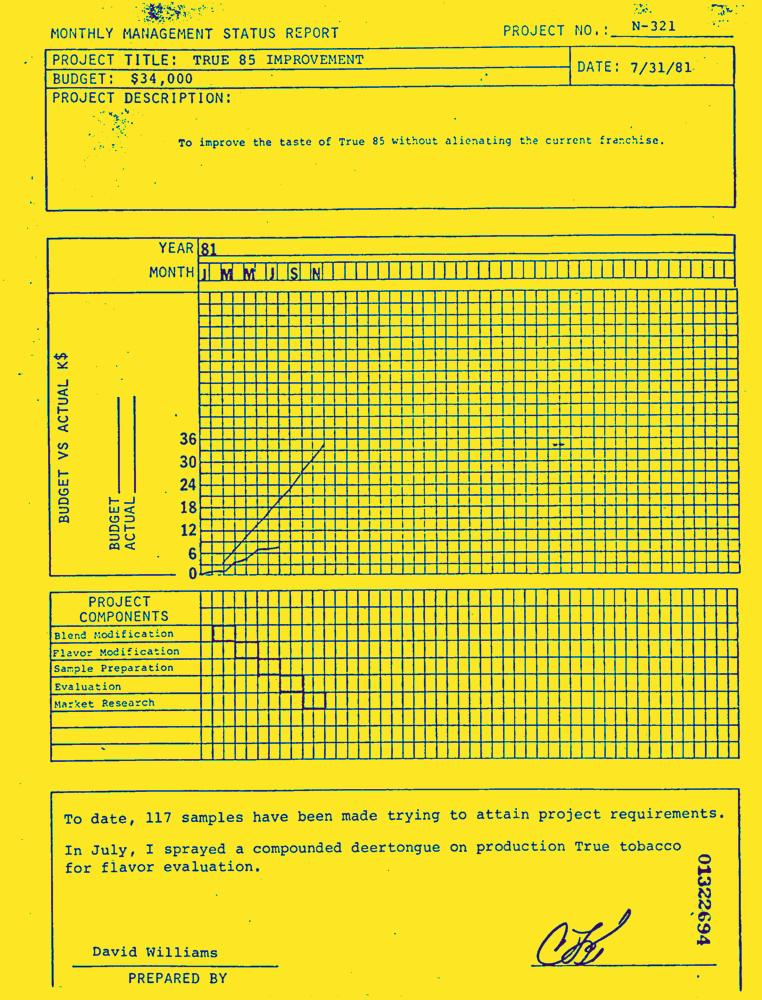 MONTHLY MANAGEMENT STATUS REPORT PROJECT NO.: N-321
PROJECT TITLE: TRUE 85 IMPROVEMENT
BUDGET: $34,000
DATE: 7/31/81
PROJECT DESCRIPTION:
To improve the taste of True 85 without alienating the current franchise.
YEAR 81
MONTH J M M J S N
BUDGET VS ACTUAL K$
BUDGET
ACTUAL
36
30
24
18
12
6
0
PROJECT
COMPONENTS
Blend Modification
Flavor Modification
Sample Preparation
Evaluation
Market Research
To date, 117 samples have been made trying to attain project requirements.
In July, I sprayed a compounded deertongue on production True tobacco
for flavor evaluation.
01322694
David Williams
PREPARED BY